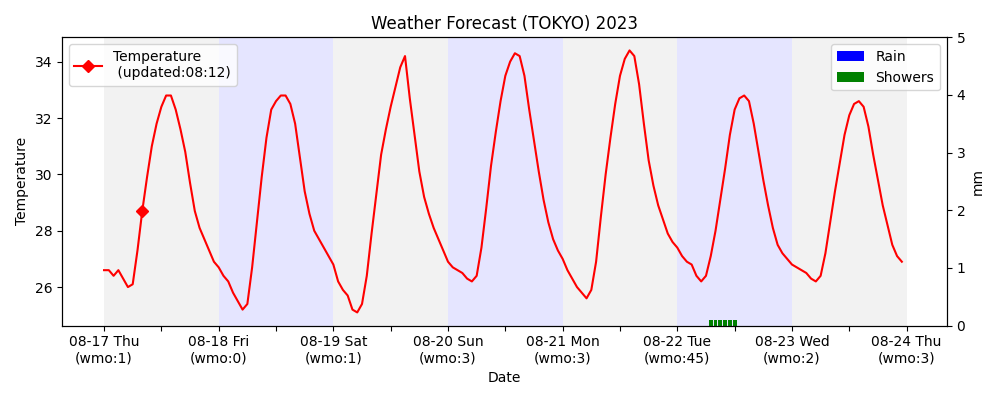 Weather Forecast (TOKYO) 2023
Temperature
(updated:08:12)
Rain
Showers
Temperature
34
32
30
28
26
5
4
3
2
1
0
mm
08-17 Thu
(wmo:1)
08-18 Fri
(wmo:0)
08-19 Sat
(wmo:1)
08-20 Sun
(wmo:3)
08-21 Mon
(wmo:3)
08-22 Tue
(wmo:45)
08-23 Wed
(wmo:2)
08-24 Thu
(wmo:3)
Date